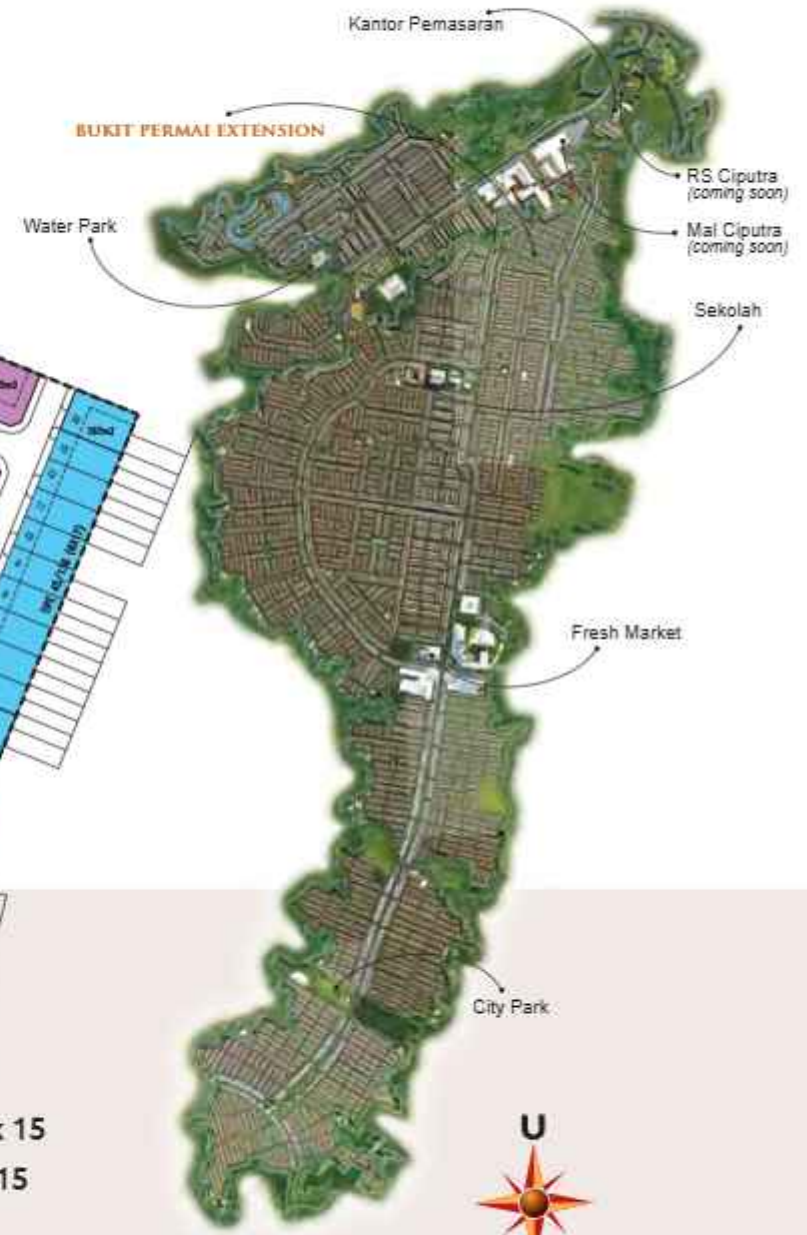 Kantor Pemasaran
BUKIT PERMAI EXTENSION
RS Ciputra
(coming soon)
Water Park
Mal Ciputra
(coming soon)
Sekolah
Fresh Market
City Park
15
15
U